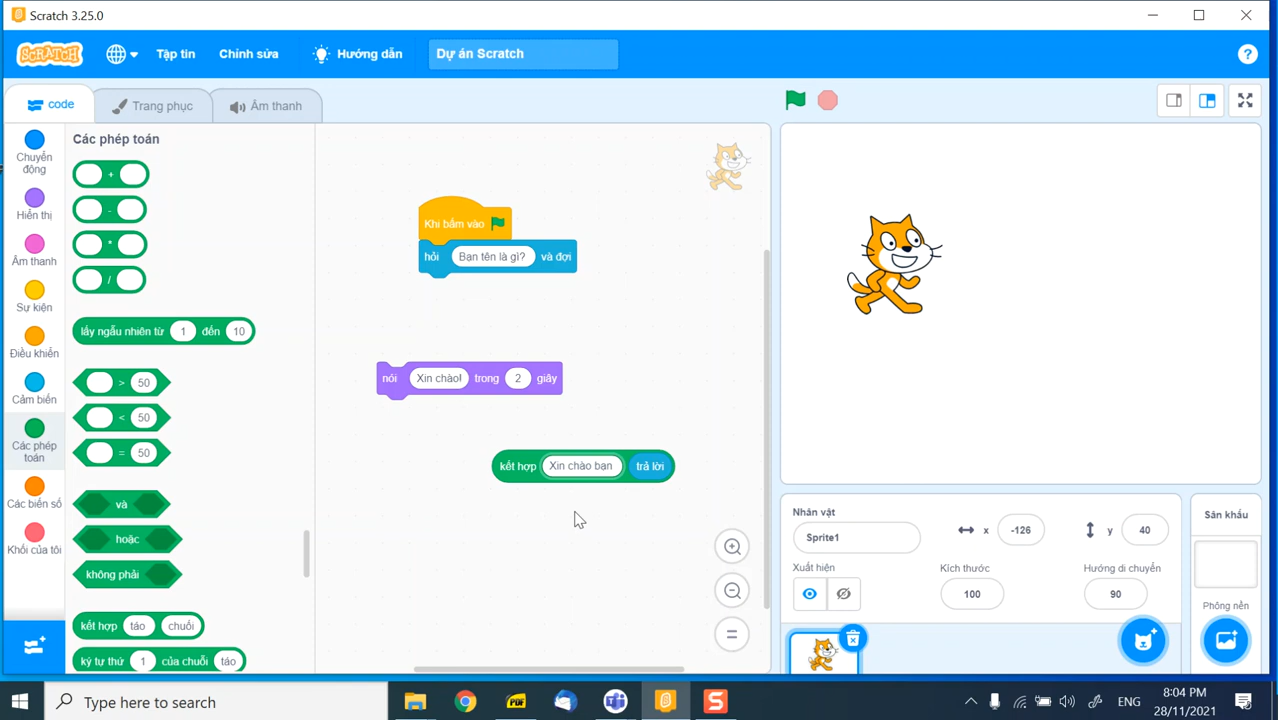 Scratch 3.25.0
SCRATCH
Tập tin
Chỉnh sửa
Hướng dẫn
Dự án Scratch
?
code
Trang phục
Âm thanh
Chuyển động
Hiển thị
Âm thanh
Sự kiện
Điều khiển
Cảm biến
Các phép toán
Các biến số
Khối của tôi
Các phép toán
+
-
*
/
lấy ngẫu nhiên từ 1 đến 10
> 50
< 50
= 50
và
hoặc
không phải
kết hợp táo chuối
ký tự thứ 1 của chuỗi táo
Khi bấm vào
hỏi Bạn tên là gì? và đợi
nói Xin chào! trong 2 giây
kết hợp Xin chào bạn trả lời
Nhân vật
Sprite1
x -126
y 40
Xuất hiện
Kích thước
100
Hướng di chuyển
90
Sân khấu
Phông nền
Type here to search
PDF
S
ENG
8:04 PM
28/11/2021